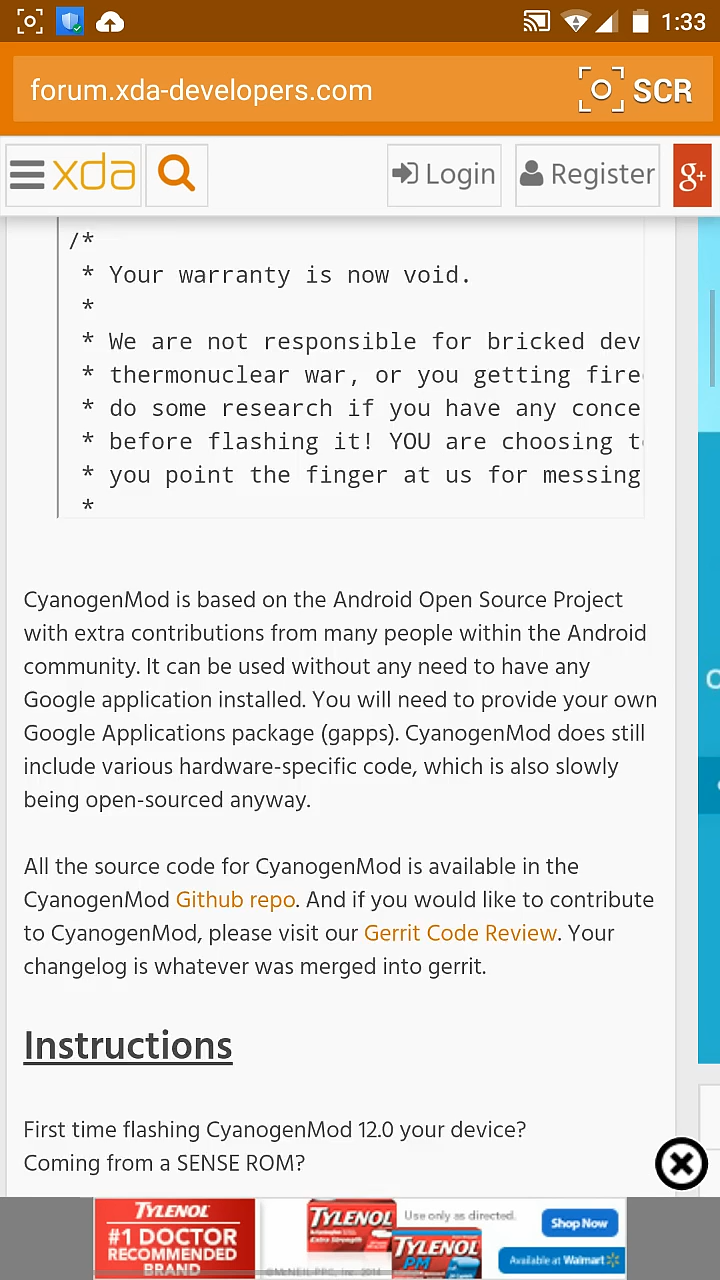 1:33
forum.xda-developers.com
SCR
xda
Login
Register
g+
/*
* Your warranty is now void.
*
* We are not responsible for bricked dev
* thermonuclear war, or you getting fire
* do some research if you have any conce
* before flashing it! YOU are choosing t
* you point the finger at us for messing
*
CyanogenMod is based on the Android Open Source Project
with extra contributions from many people within the Android
community. It can be used without any need to have any
Google application installed. You will need to provide your own
Google Applications package (gapps). CyanogenMod does still
include various hardware-specific code, which is also slowly
being open-sourced anyway.
All the source code for CyanogenMod is available in the
CyanogenMod Github repo. And if you would like to contribute
to CyanogenMod, please visit our Gerrit Code Review. Your
changelog is whatever was merged into gerrit.
Instructions
First time flashing CyanogenMod 12.0 your device?
Coming from a SENSE ROM?
TYLENOL
#1 DOCTOR
RECOMMENDED
BRAND
TYLENOL
Extra Strength
TYLENOL
PM
Use only as directed.
Shop Now
Available at Walmart
©McNEIL-PPC, Inc. 2014